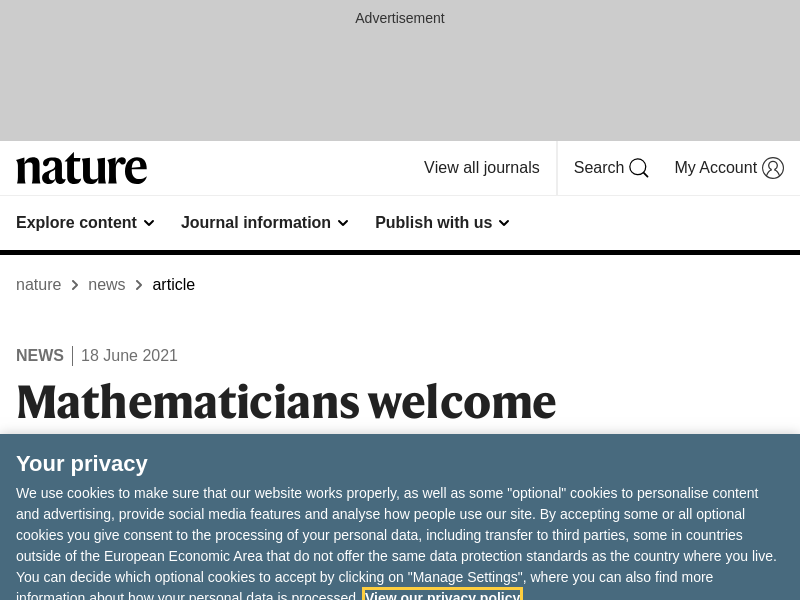 Advertisement
nature
View all journals
Search
My Account
Explore content
Journal information
Publish with us
nature
news
article
NEWS
18 June 2021
Mathematicians welcome
Your privacy
We use cookies to make sure that our website works properly, as well as some "optional" cookies to personalise content
and advertising, provide social media features and analyse how people use our site. By accepting some or all optional
cookies you give consent to the processing of your personal data, including transfer to third parties, some in countries
outside of the European Economic Area that do not offer the same data protection standards as the country where you live.
You can decide which optional cookies to accept by clicking on "Manage Settings", where you can also find more
information about how your personal data is processed. View our privacy policy